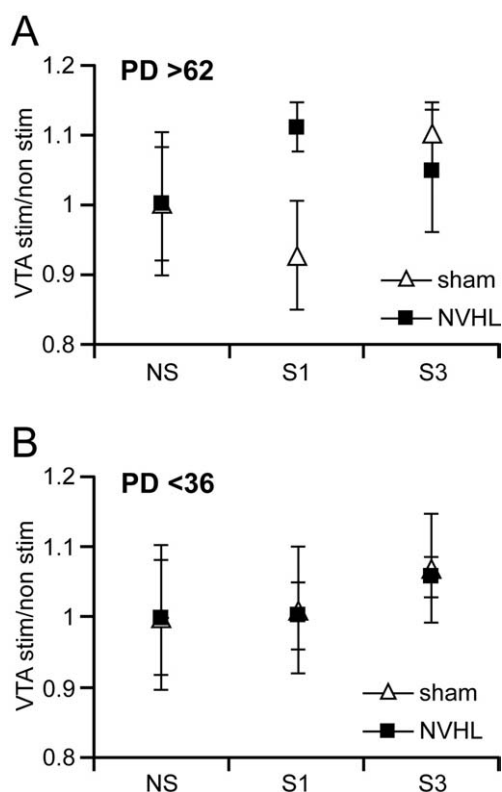 A
PD >62
1.2
1.1
1
0.9
0.8
VTA stim/non stim
sham
NVHL
NS S1 S3
B
PD <36
1.2
1.1
1
0.9
0.8
VTA stim/non stim
sham
NVHL
NS S1 S3